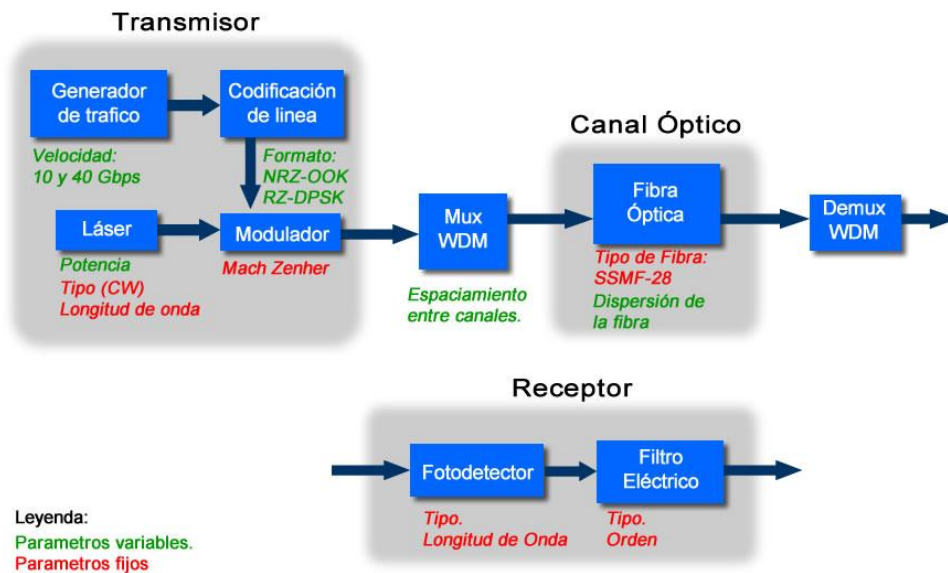 Transmisor
Generador
de trafico
Codificación
de linea
Velocidad:
10 y 40 Gbps
Formato:
NRZ-OOK
RZ-DPSK
Láser
Modulador
Potencia
Tipo (CW)
Longitud de onda
Mach Zenher
Mux
WDM
Espaciamiento
entre canales.
Canal Óptico
Fibra
Óptica
Tipo de Fibra:
SSMF-28
Dispersión de
la fibra
Demux
WDM
Receptor
Fotodetector
Filtro
Eléctrico
Tipo.
Longitud de Onda
Tipo.
Orden
Leyenda:
Parametros variables.
Parametros fijos